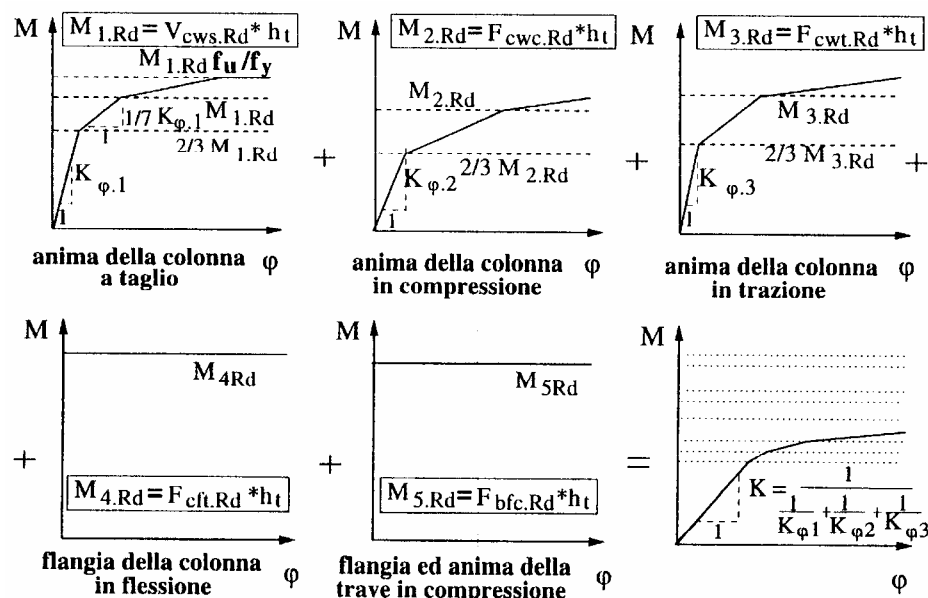 M
M1.Rd = Vcws.Rd* ht
M1.Rd fu/fy
M1.Rd
1/7 Kφ.1
1
2/3 M1.Rd
Kφ.1
1
φ
anima della colonna
a taglio
+
M
M2.Rd=Fcwc.Rd*ht
M2.Rd
2/3 M2.Rd
Kφ.2
1
φ
anima della colonna
in compressione
+
M
M3.Rd=Fcwt.Rd*ht
M3.Rd
2/3 M3.Rd
Kφ.3
1
φ
anima della colonna
in trazione
+
+
M
M4Rd
M4.Rd=Fcft.Rd*ht
φ
flangia della colonna
in flessione
+
M
M5Rd
M5.Rd=Fbfc.Rd*ht
φ
flangia ed anima della
trave in compressione
=
M
K = 1
1/Kφ1 + 1/Kφ2 + 1/Kφ3
1
φ